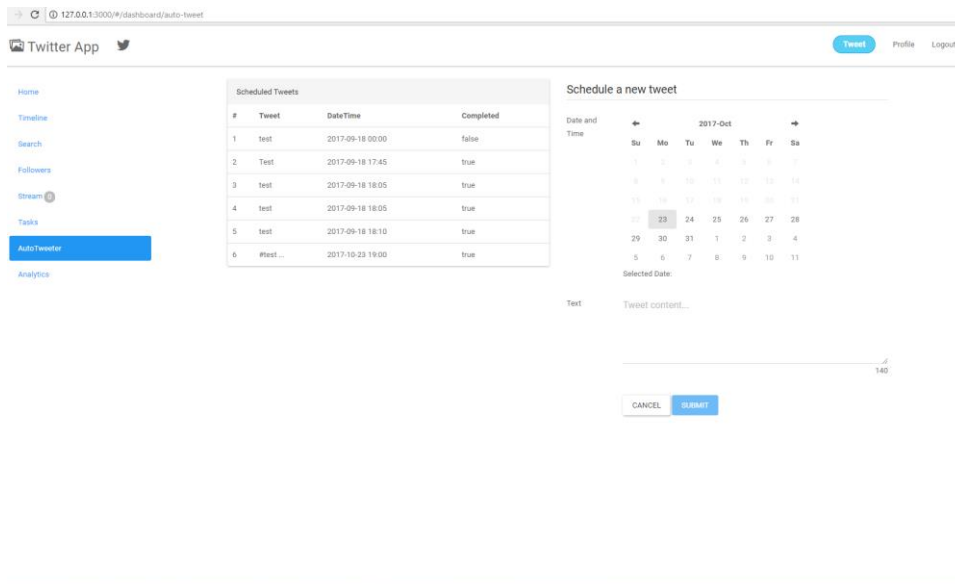 127.0.0.1:3000/#/dashboard/auto-tweet
Twitter App
Tweet
Profile
Logout
Home
Timeline
Search
Followers
Stream 0
Tasks
AutoTweeter
Analytics
Scheduled Tweets
# Tweet DateTime Completed
1 test 2017-09-18 00:00 false
2 Test 2017-09-18 17:45 true
3 test 2017-09-18 18:05 true
4 test 2017-09-18 18:05 true
5 test 2017-09-18 18:10 true
6 #test ... 2017-10-23 19:00 true
Schedule a new tweet
Date and
Time
2017-Oct
Su Mo Tu We Th Fr Sa
1 2 3 4 5 6 7
8 9 10 11 12 13 14
15 16 17 18 19 20 21
22 23 24 25 26 27 28
29 30 31 1 2 3 4
5 6 7 8 9 10 11
Selected Date:
Text
Tweet content...
140
CANCEL
SUBMIT